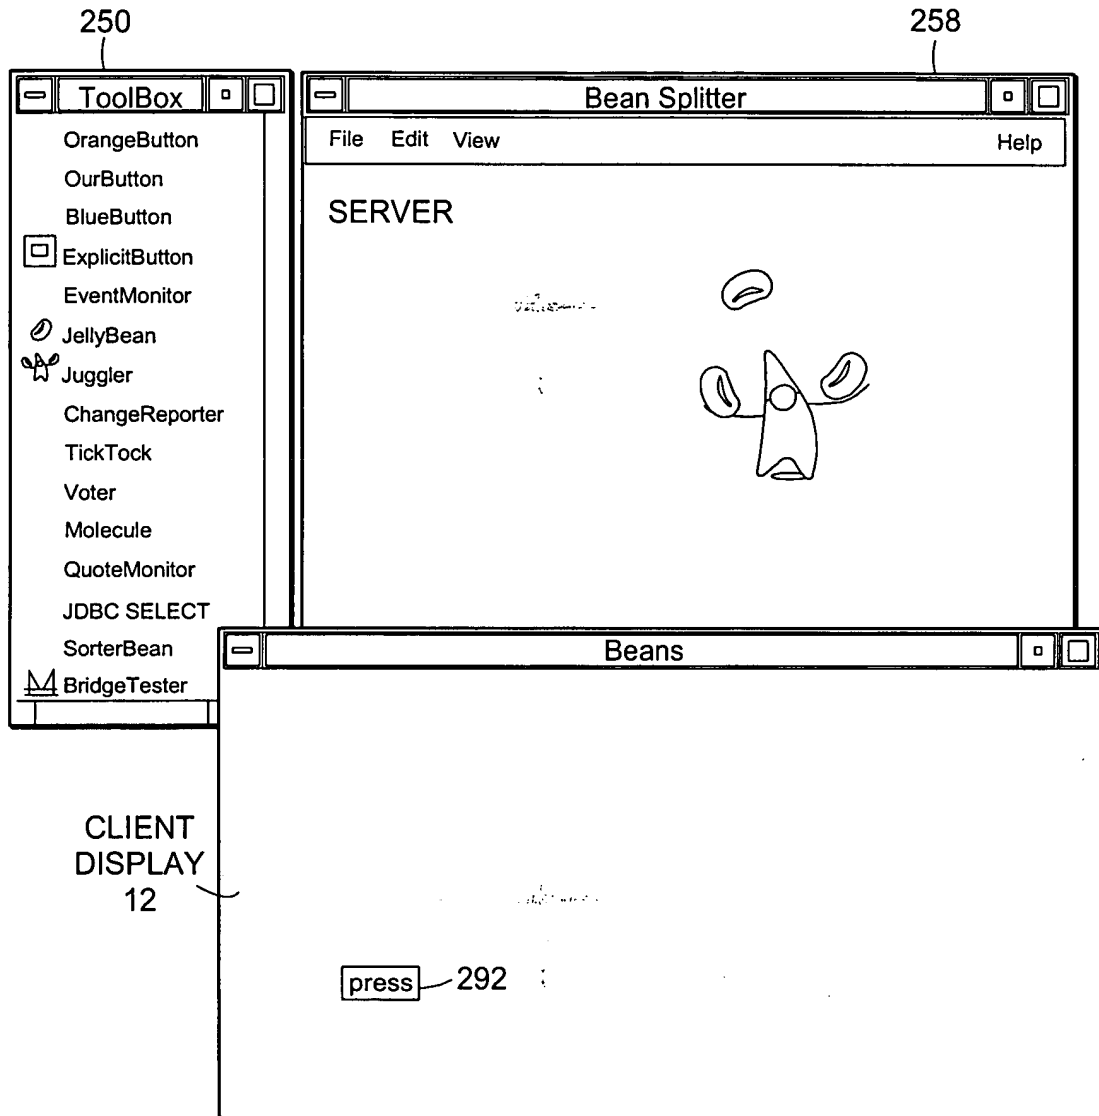 250
258
ToolBox
OrangeButton
OurButton
BlueButton
ExplicitButton
EventMonitor
JellyBean
Juggler
ChangeReporter
TickTock
Voter
Molecule
QuoteMonitor
JDBC SELECT
SorterBean
BridgeTester
Bean Splitter
File Edit View Help
SERVER
Beans
CLIENT
DISPLAY
12
press
292